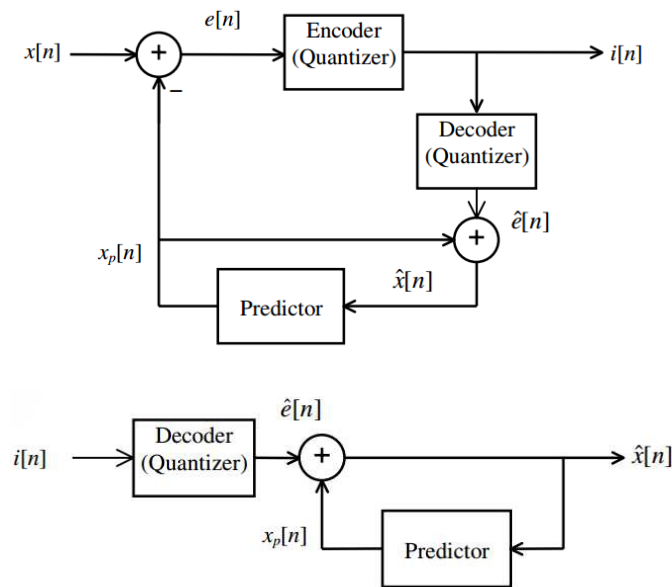 e[n]
x[n]
+
−
Encoder
(Quantizer)
i[n]
Decoder
(Quantizer)
+
ê[n]
x_p[n]
x̂[n]
Predictor
i[n]
Decoder
(Quantizer)
ê[n]
+
x̂[n]
x_p[n]
Predictor